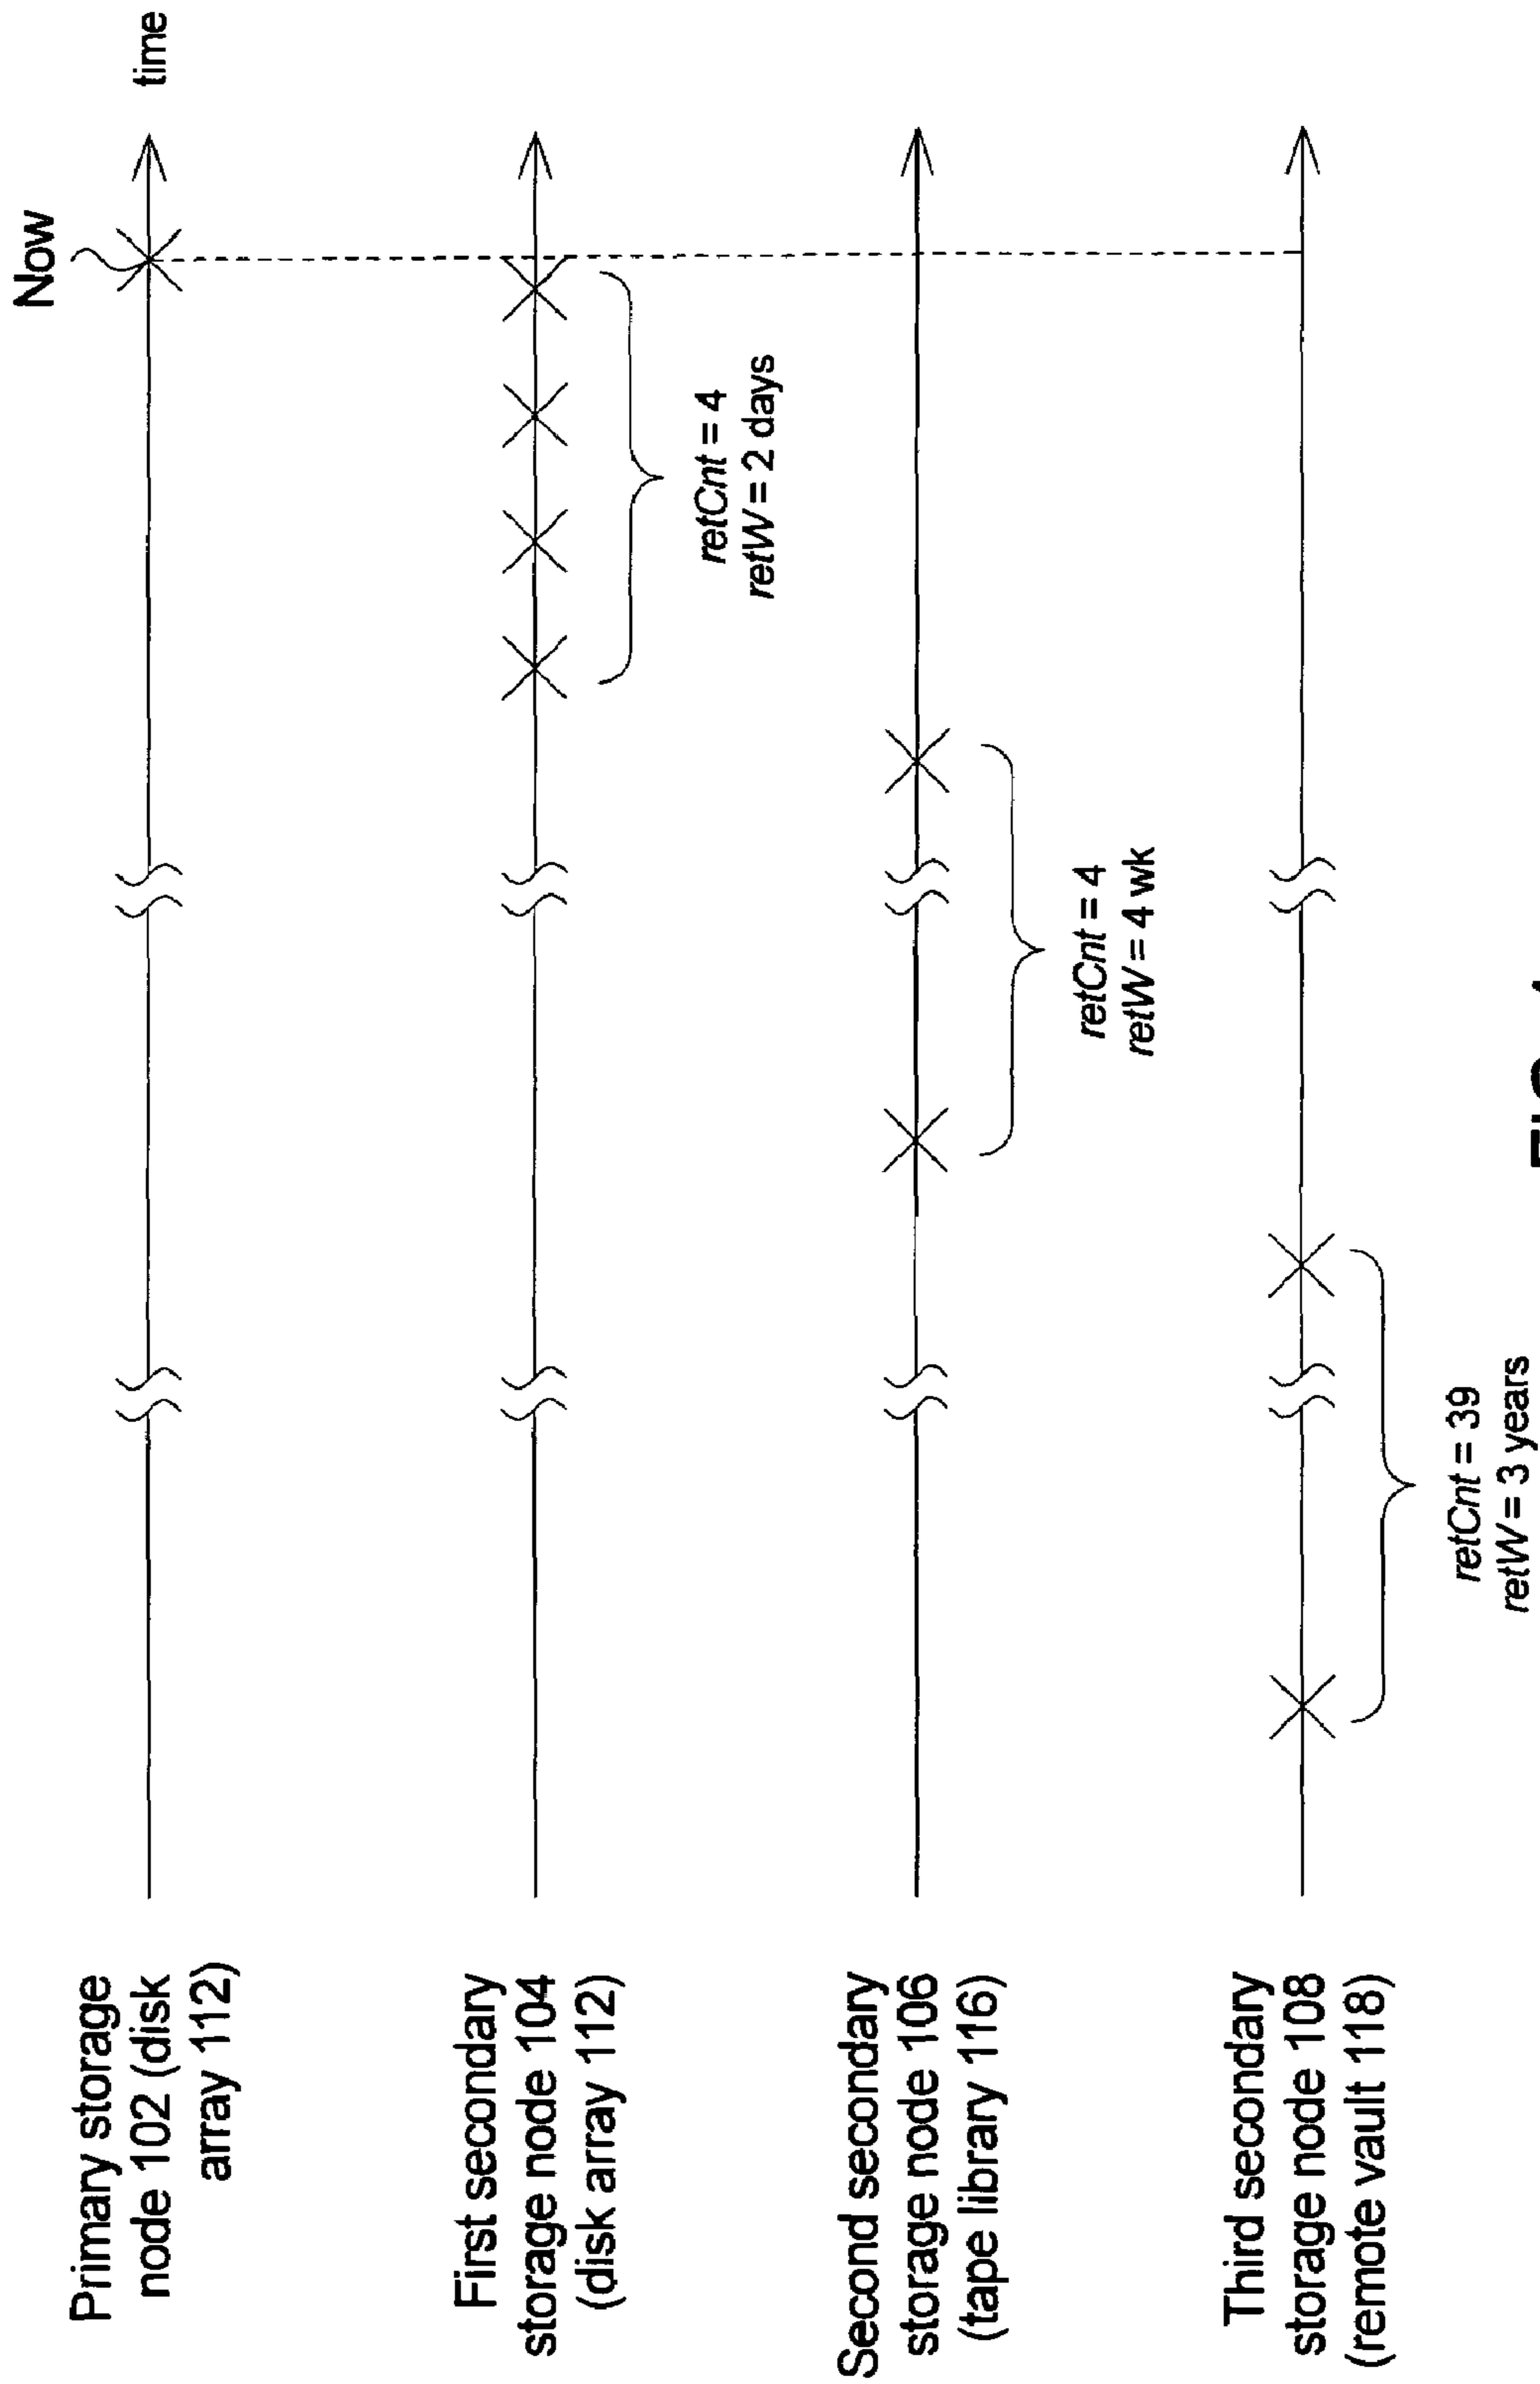 Now
time
Primary storage
node 102 (disk
array 112)
First secondary
storage node 104
(disk array 112)
retCnt = 4
retW = 2 days
Second secondary
storage node 106
(tape library 116)
retCnt = 4
retW = 4 wk
Third secondary
storage node 108
(remote vault 118)
retCnt = 39
retW = 3 years